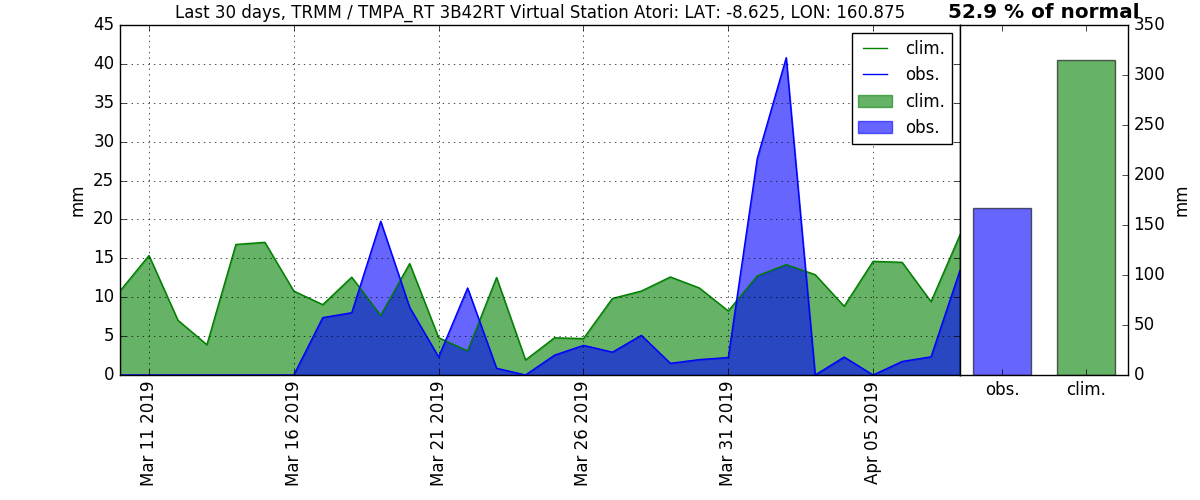 Last 30 days, TRMM / TMPA_RT 3B42RT Virtual Station Atori: LAT: -8.625, LON: 160.875
52.9 % of normal
45
40
35
30
25
20
15
10
5
0
mm
clim.
obs.
clim.
obs.
Mar 11 2019
Mar 16 2019
Mar 21 2019
Mar 26 2019
Mar 31 2019
Apr 05 2019
350
300
250
200
150
100
50
0
mm
obs.
clim.